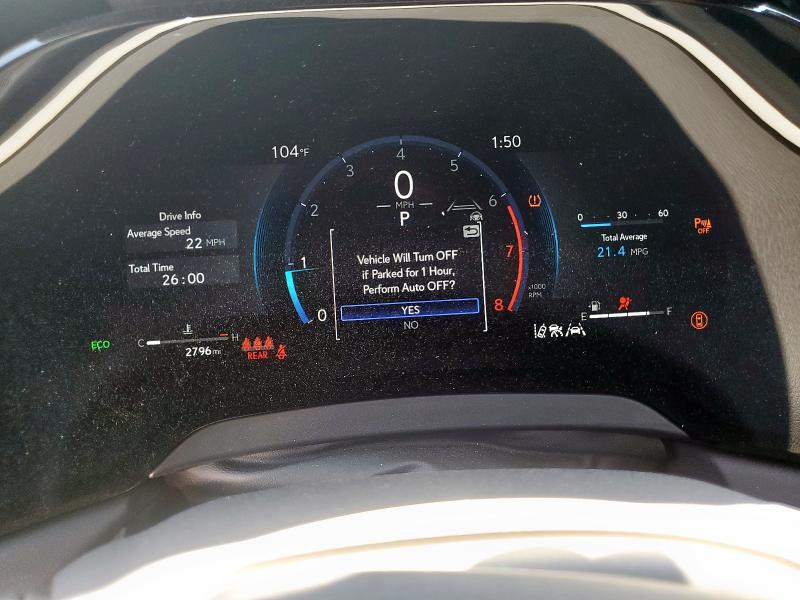 104°F
1:50
4
3
5
0
MPH
P
2
6
Drive Info
Average Speed
22 MPH
Total Time
26:00
0 30 60
Total Average
21.4 MPG
P
OFF
1
7
Vehicle Will Turn OFF
if Parked for 1 Hour,
Perform Auto OFF?
YES
NO
x1000
RPM
0
8
ECO
C
H
2796 mi
REAR
E
F